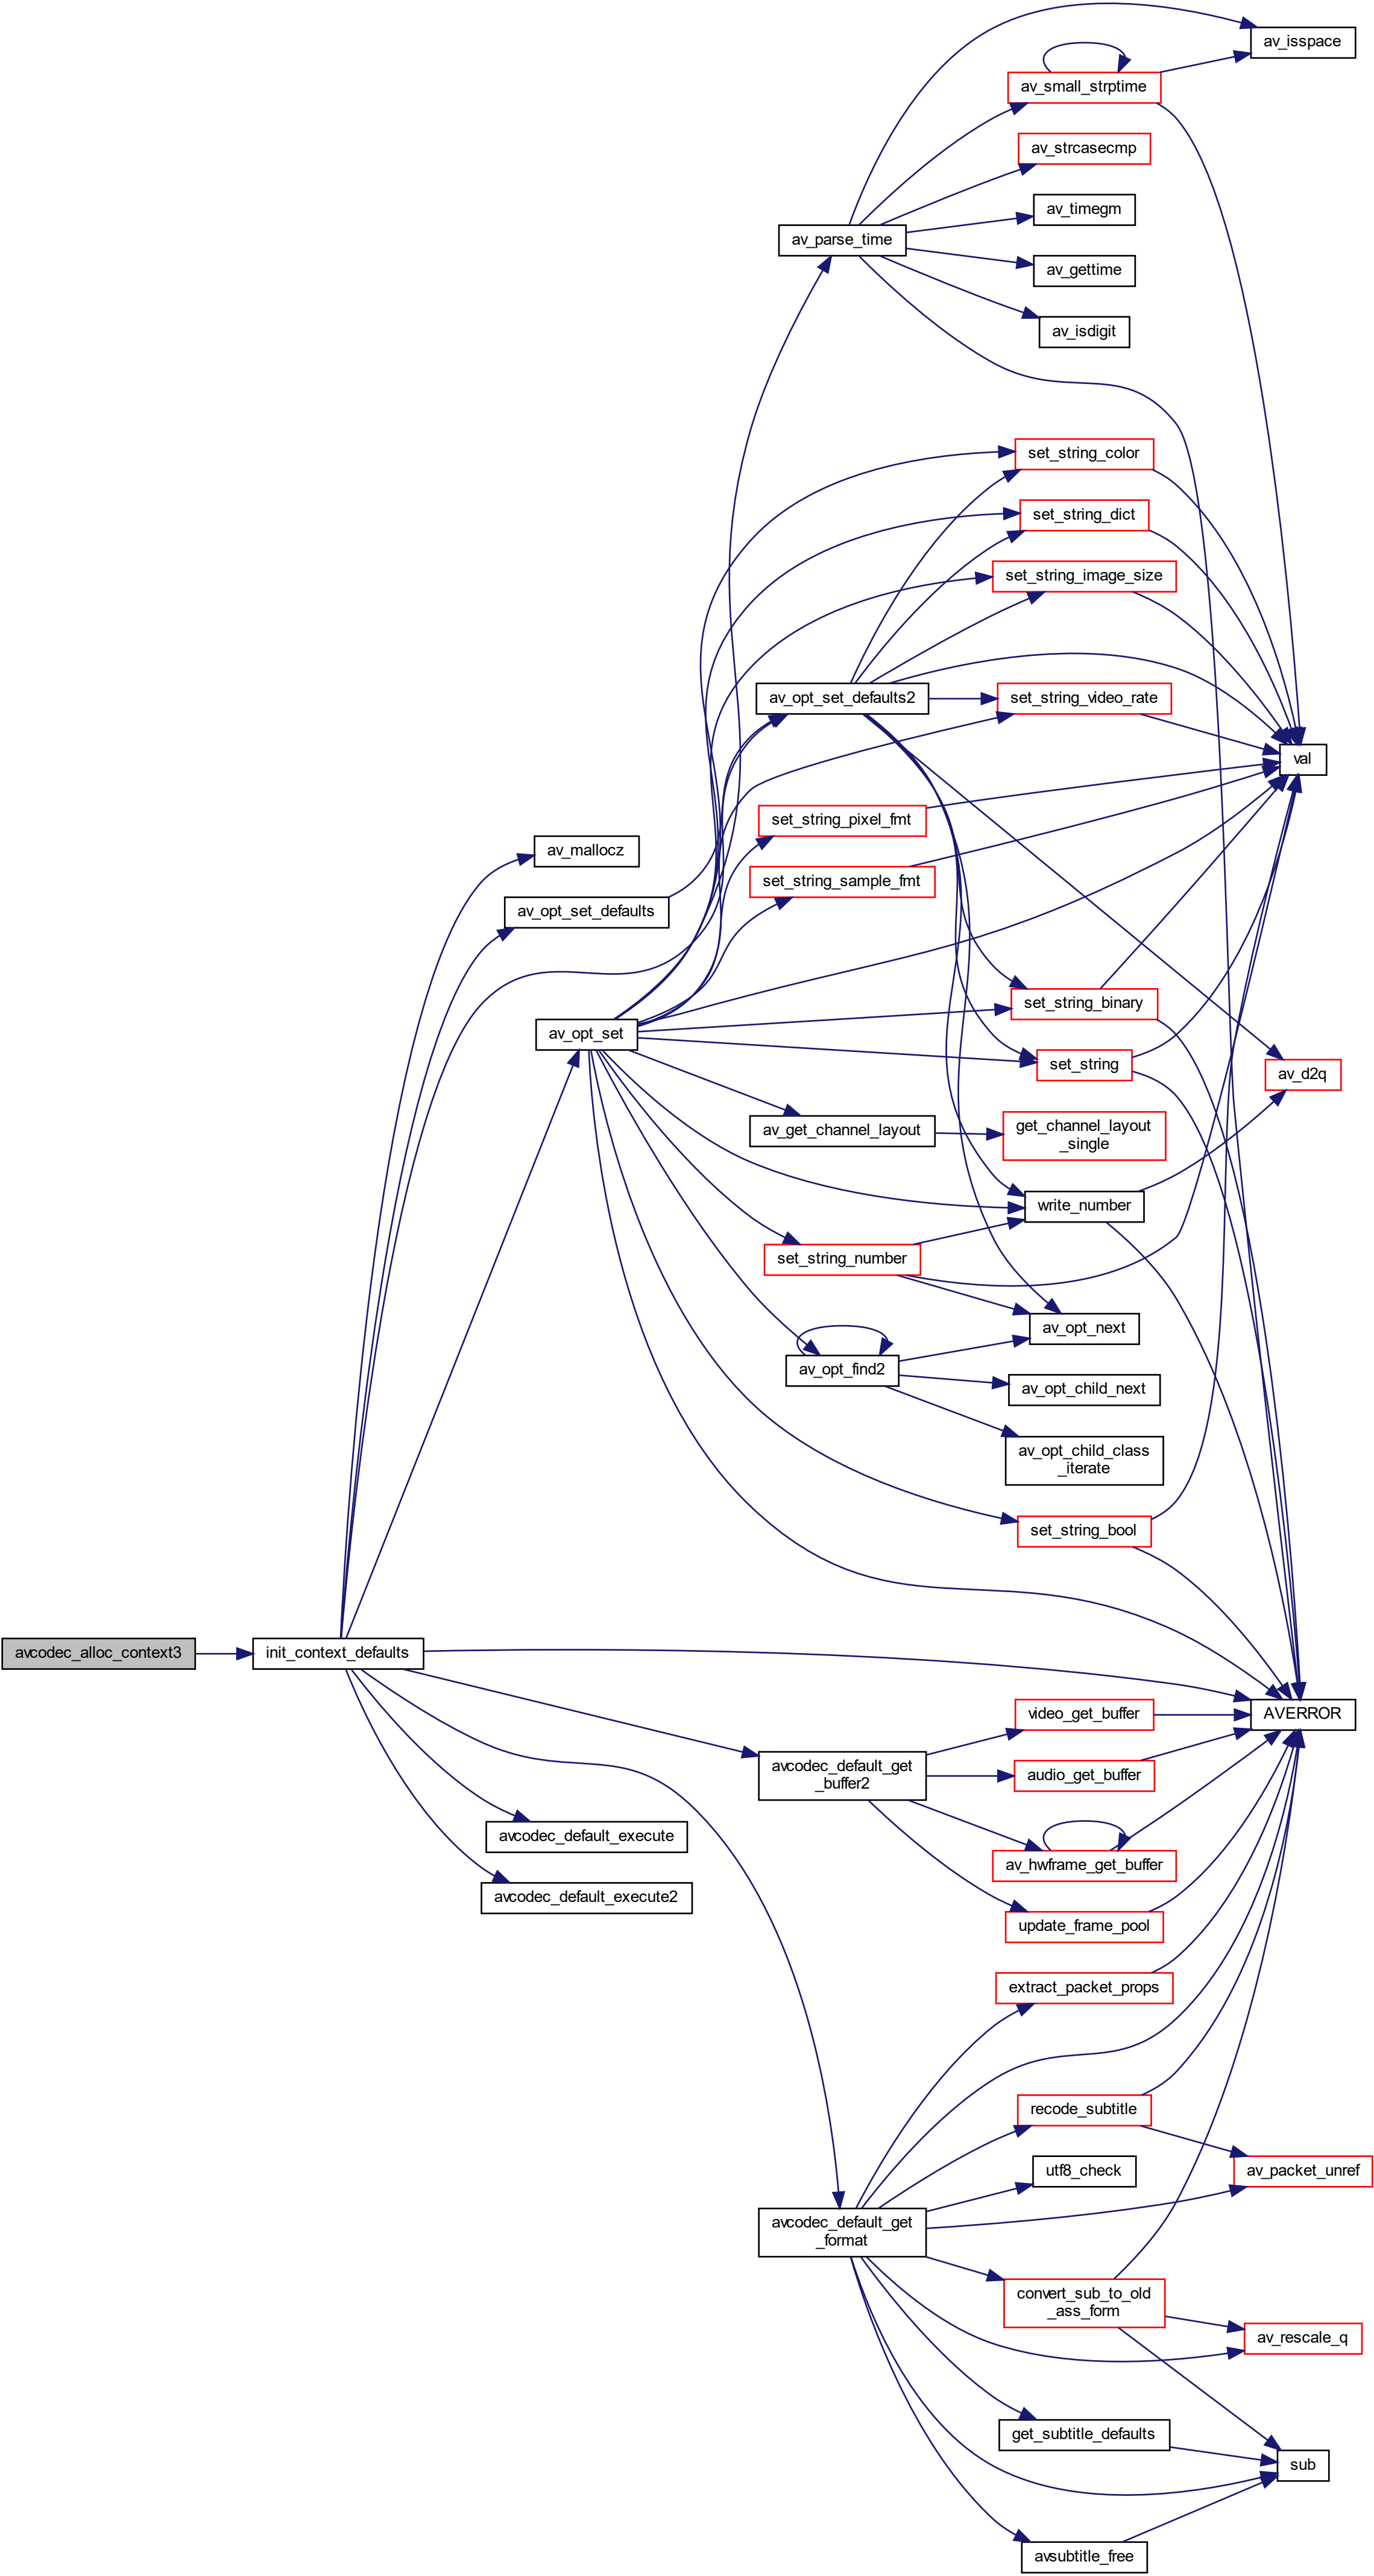 av_isspace
av_small_strptime
av_strcasecmp
av_timegm
av_parse_time
av_gettime
av_isdigit
set_string_color
set_string_dict
set_string_image_size
av_opt_set_defaults2
set_string_video_rate
val
set_string_pixel_fmt
av_mallocz
set_string_sample_fmt
av_opt_set_defaults
set_string_binary
av_opt_set
set_string
av_d2q
av_get_channel_layout
get_channel_layout
_single
write_number
set_string_number
av_opt_next
av_opt_find2
av_opt_child_next
av_opt_child_class
_iterate
set_string_bool
avcodec_alloc_context3
init_context_defaults
video_get_buffer
AVERROR
avcodec_default_get
_buffer2
audio_get_buffer
avcodec_default_execute
av_hwframe_get_buffer
avcodec_default_execute2
update_frame_pool
extract_packet_props
recode_subtitle
utf8_check
av_packet_unref
avcodec_default_get
_format
convert_sub_to_old
_ass_form
av_rescale_q
get_subtitle_defaults
sub
avsubtitle_free